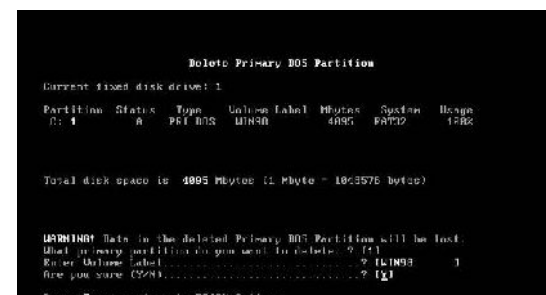 Delete Primary DOS Partition
Current fixed disk drive: 1
Partition Status Type Volume Label Mbytes System Usage
C: 1 A PRI DOS WIN98 4095 FAT32 100%
Total disk space is 4095 Mbytes (1 Mbyte = 1048576 bytes)
WARNING! Data in the deleted Primary DOS Partition will be lost.
What primary partition do you want to delete..? [1]
Enter Volume Label.................................? [WIN98 ]
Are you sure (Y/N).................................? [Y]